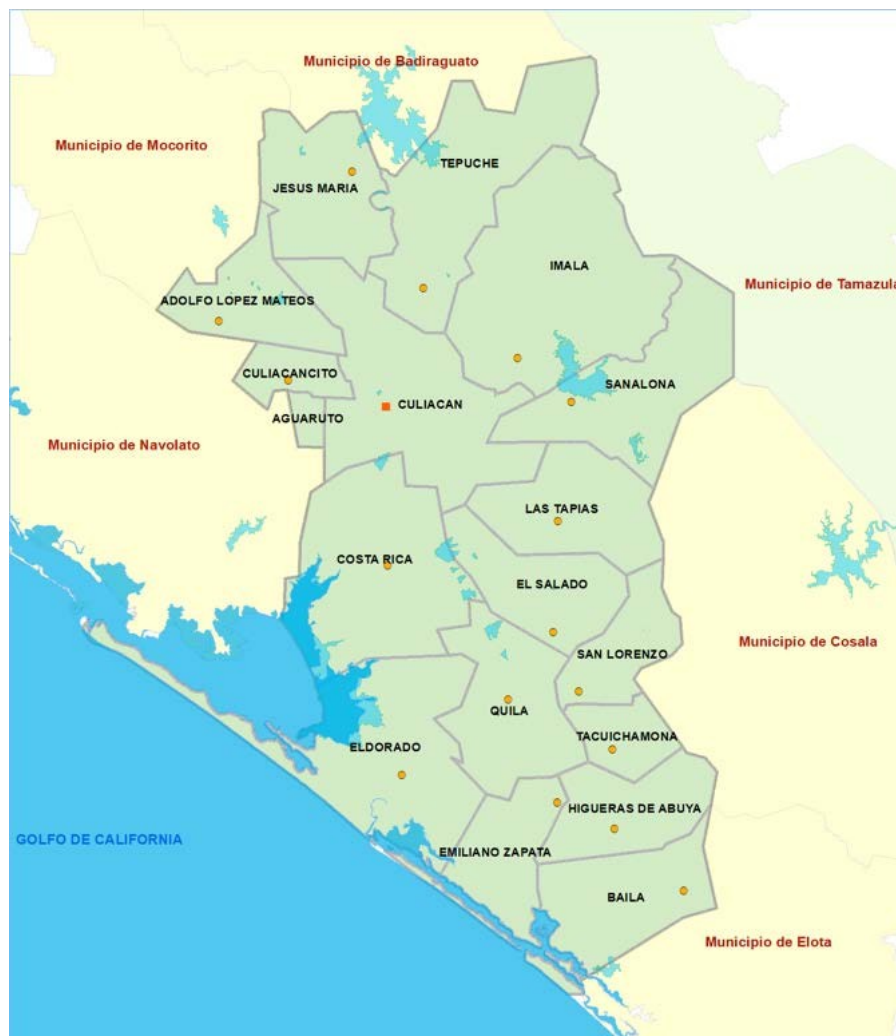 Municipio de Badiraguato
Municipio de Mocorito
TEPUCHE
JESUS MARIA
IMALA
Municipio de Tamazula
ADOLFO LOPEZ MATEOS
CULIACANCITO
SANALONA
CULIACAN
AGUARUTO
Municipio de Navolato
LAS TAPIAS
COSTA RICA
EL SALADO
Municipio de Cosala
SAN LORENZO
QUILA
TACUICHAMONA
ELDORADO
HIGUERAS DE ABUYA
GOLFO DE CALIFORNIA
EMILIANO ZAPATA
BAILA
Municipio de Elota